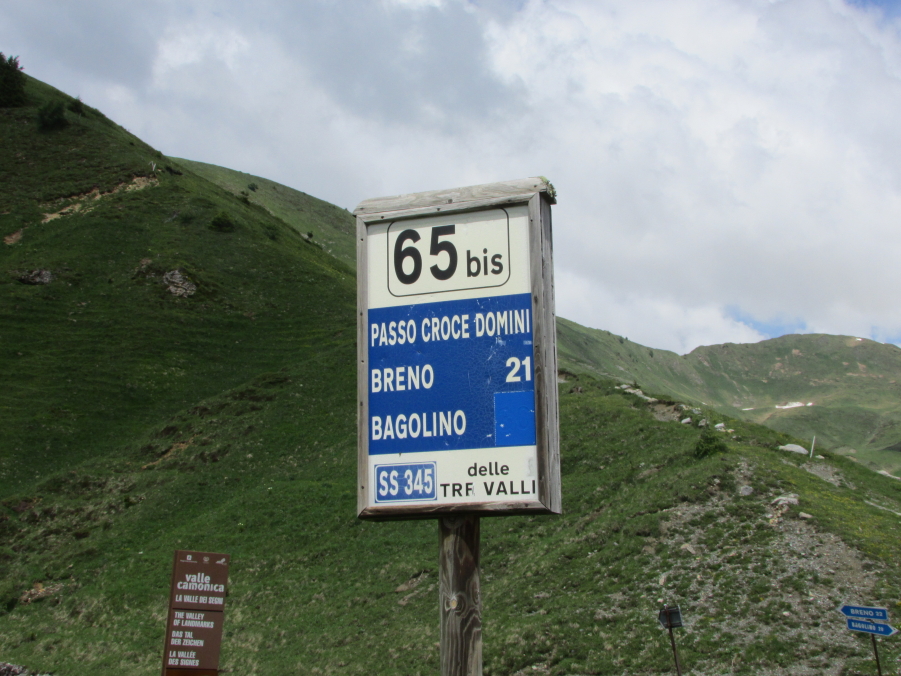 65 bis
PASSO CROCE DOMINI
BRENO 21
BAGOLINO
SS 345
delle
TRE VALLI
valle
camonica
LA VALLE DEI SEGNI
THE VALLEY
OF LANDMARKS
DAS TAL
DER ZEICHEN
LA VALLÉE
DES SIGNES
BRENO
BAGOLINO